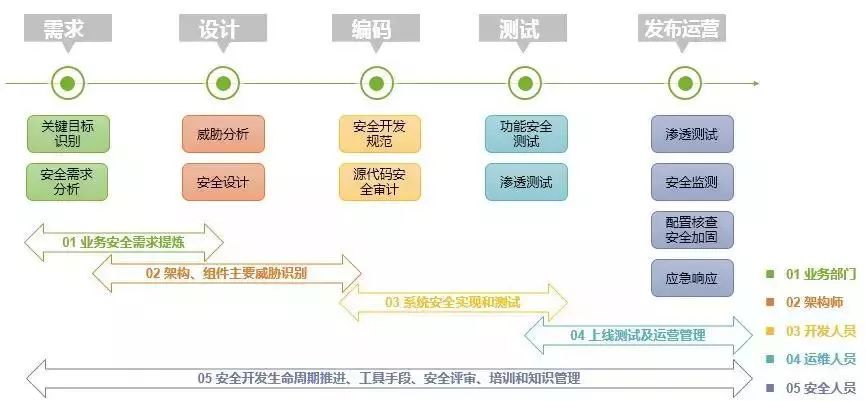 需求 设计 编码 测试 发布运营
关键目标
识别
威胁分析
安全开发
规范
功能安全
测试
渗透测试
安全需求
分析
安全设计
源代码安
全审计
渗透测试
安全监测
配置核查
安全加固
应急响应
01 业务安全需求提炼
02 架构、组件主要威胁识别
03 系统安全实现和测试
04 上线测试及运营管理
05 安全开发生命周期推进、工具手段、安全评审、培训和知识管理
01 业务部门
02 架构师
03 开发人员
04 运维人员
05 安全人员